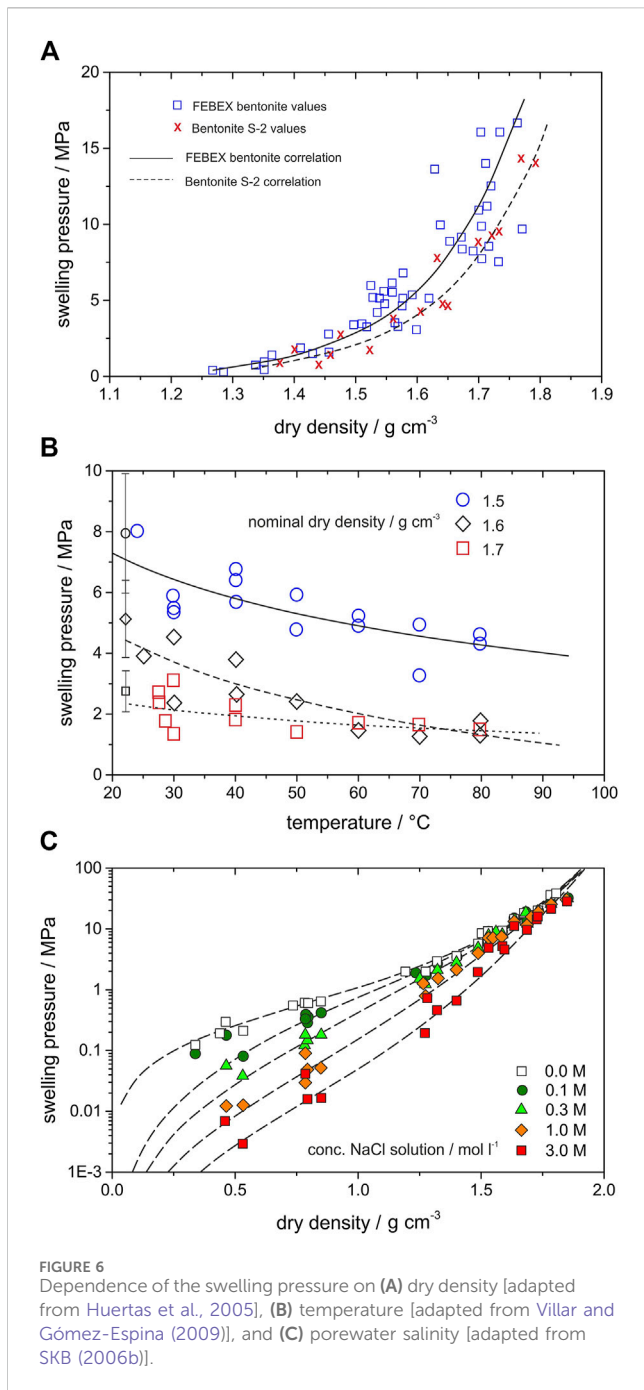 A
20
15
10
5
0
swelling pressure / MPa
FEBEX bentonite values
Bentonite S-2 values
FEBEX bentonite correlation
Bentonite S-2 correlation
1.1 1.2 1.3 1.4 1.5 1.6 1.7 1.8 1.9
dry density / g cm⁻³
B
10
8
6
4
2
0
swelling pressure / MPa
nominal dry density / g cm⁻³
1.5
1.6
1.7
20 30 40 50 60 70 80 90 100
temperature / °C
C
100
10
1
0.1
0.01
1E-3
swelling pressure / MPa
0.0 M
0.1 M
0.3 M
1.0 M
3.0 M
conc. NaCl solution / mol l⁻¹
0.0 0.5 1.0 1.5 2.0
dry density / g cm⁻³
FIGURE 6
Dependence of the swelling pressure on (A) dry density [adapted
from Huertas et al., 2005], (B) temperature [adapted from Villar and
Gómez-Espina (2009)], and (C) porewater salinity [adapted from
SKB (2006b)].